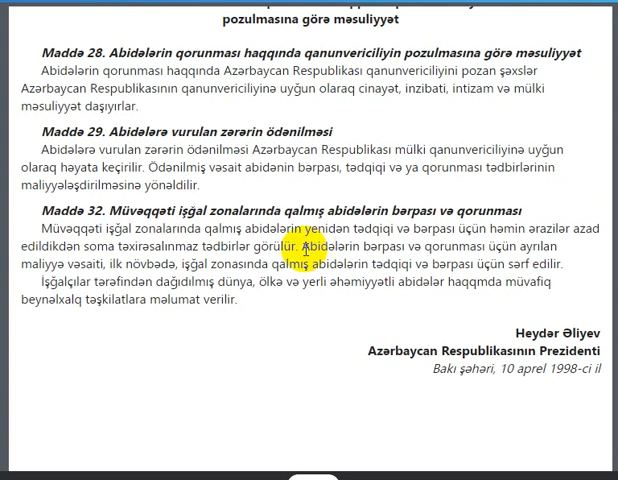 pozulmasına görə məsuliyyət
Maddə 28. Abidələrin qorunması haqqında qanunvericiliyin pozulmasına görə məsuliyyət
Abidələrin qorunması haqqında Azərbaycan Respublikası qanunvericiliyini pozan şəxslər
Azərbaycan Respublikasının qanunvericiliyinə uyğun olaraq cinayət, inzibati, intizam və mülki
məsuliyyət daşıyırlar.
Maddə 29. Abidələrə vurulan zərərin ödənilməsi
Abidələrə vurulan zərərin ödənilməsi Azərbaycan Respublikası mülki qanunvericiliyinə uyğun
olaraq həyata keçirilir. Ödənilmiş vəsait abidənin bərpası, tədqiqi və ya qorunması tədbirlərinin
maliyyələşdirilməsinə yönəldilir.
Maddə 32. Müvəqqəti işğal zonalarında qalmış abidələrin bərpası və qorunması
Müvəqqəti işğal zonalarında qalmış abidələrin yenidən tədqiqi və bərpası üçün həmin ərazilər azad
edildikdən soma təxirəsalınmaz tədbirlər görülür. Abidələrin bərpası və qorunması üçün ayrılan
maliyyə vəsaiti, ilk növbədə, işğal zonasında qalmış abidələrin tədqiqi və bərpası üçün sərf edilir.
İşğalçılar tərəfindən dağıdılmış dünya, ölkə və yerli əhəmiyyətli abidələr haqqmda müvafiq
beynəlxalq təşkilatlara məlumat verilir.
Heydər Əliyev
Azərbaycan Respublikasının Prezidenti
Bakı şəhəri, 10 aprel 1998-ci il